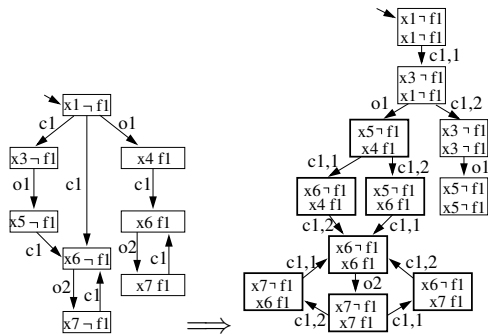 x1¬ f1
c1
o1
x3¬ f1
c1
x4 f1
o1
c1
x5¬ f1
x6 f1
c1
x6¬ f1
o2
c1
o2
c1
x7 f1
x7¬ f1
⟹
x1¬ f1
x1¬ f1
c1,1
x3¬ f1
x1¬ f1
o1
c1,2
x5¬ f1
x4 f1
x3¬ f1
x3¬ f1
c1,1
c1,2
o1
x6¬ f1
x4 f1
x5¬ f1
x6 f1
x5¬ f1
x5¬ f1
c1,2
c1,1
x6¬ f1
x6 f1
c1,1
c1,2
o2
x7¬ f1
x6 f1
x6¬ f1
x7 f1
x7¬ f1
x7 f1
c1,2
c1,1